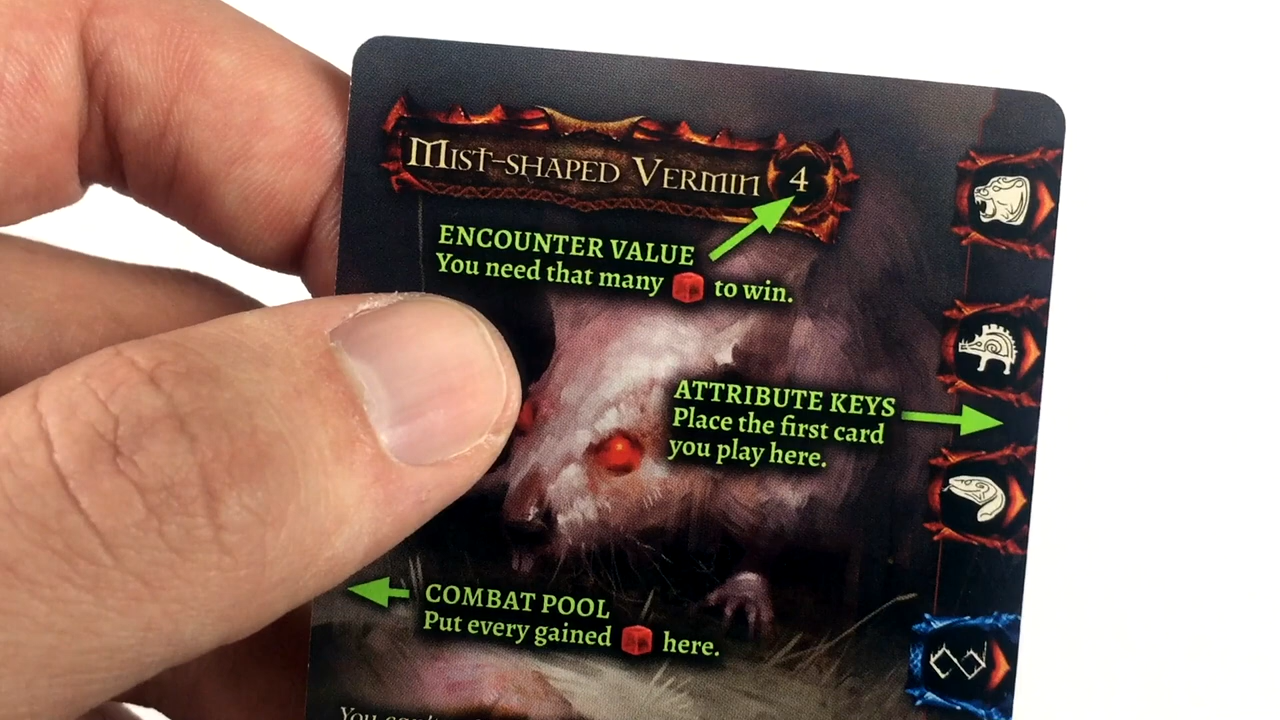 Mist-shaped Vermin 4
ENCOUNTER VALUE
You need that many to win.
ATTRIBUTE KEYS
Place the first card
you play here.
COMBAT POOL
Put every gained here.
You